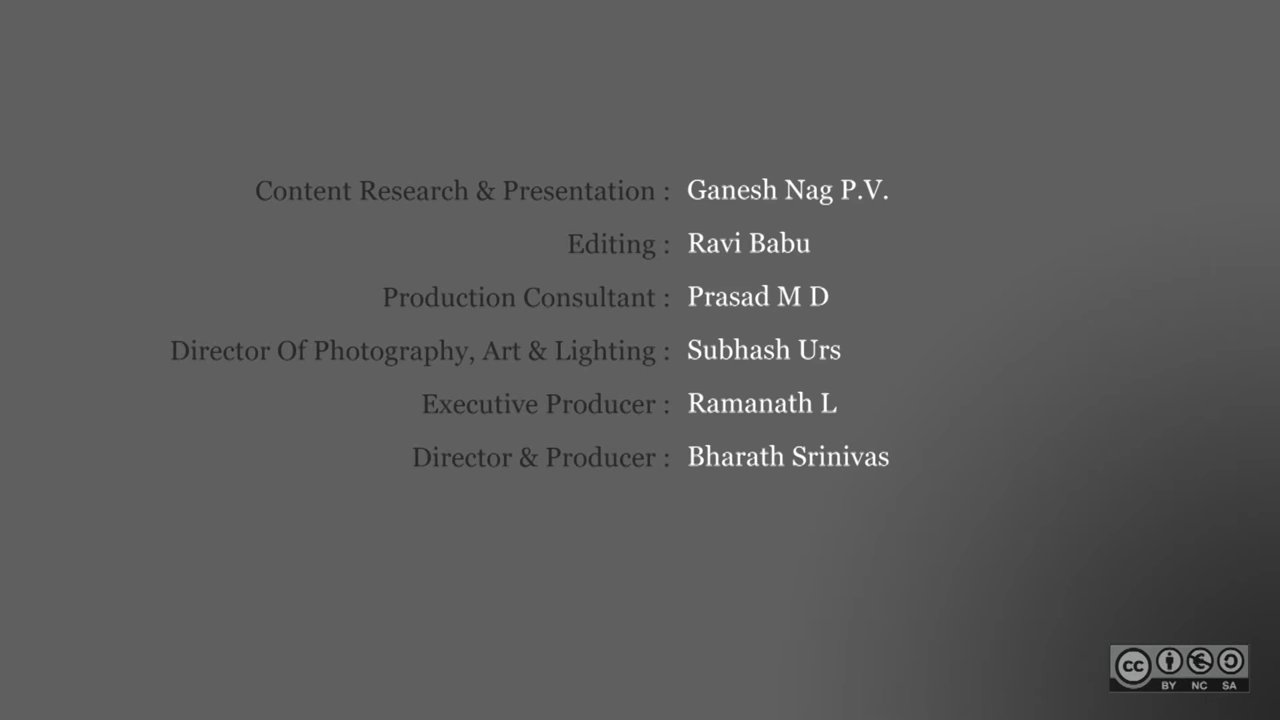 Content Research & Presentation : Ganesh Nag P.V.
Editing : Ravi Babu
Production Consultant : Prasad M D
Director Of Photography, Art & Lighting : Subhash Urs
Executive Producer : Ramanath L
Director & Producer : Bharath Srinivas
cc
BY NC SA